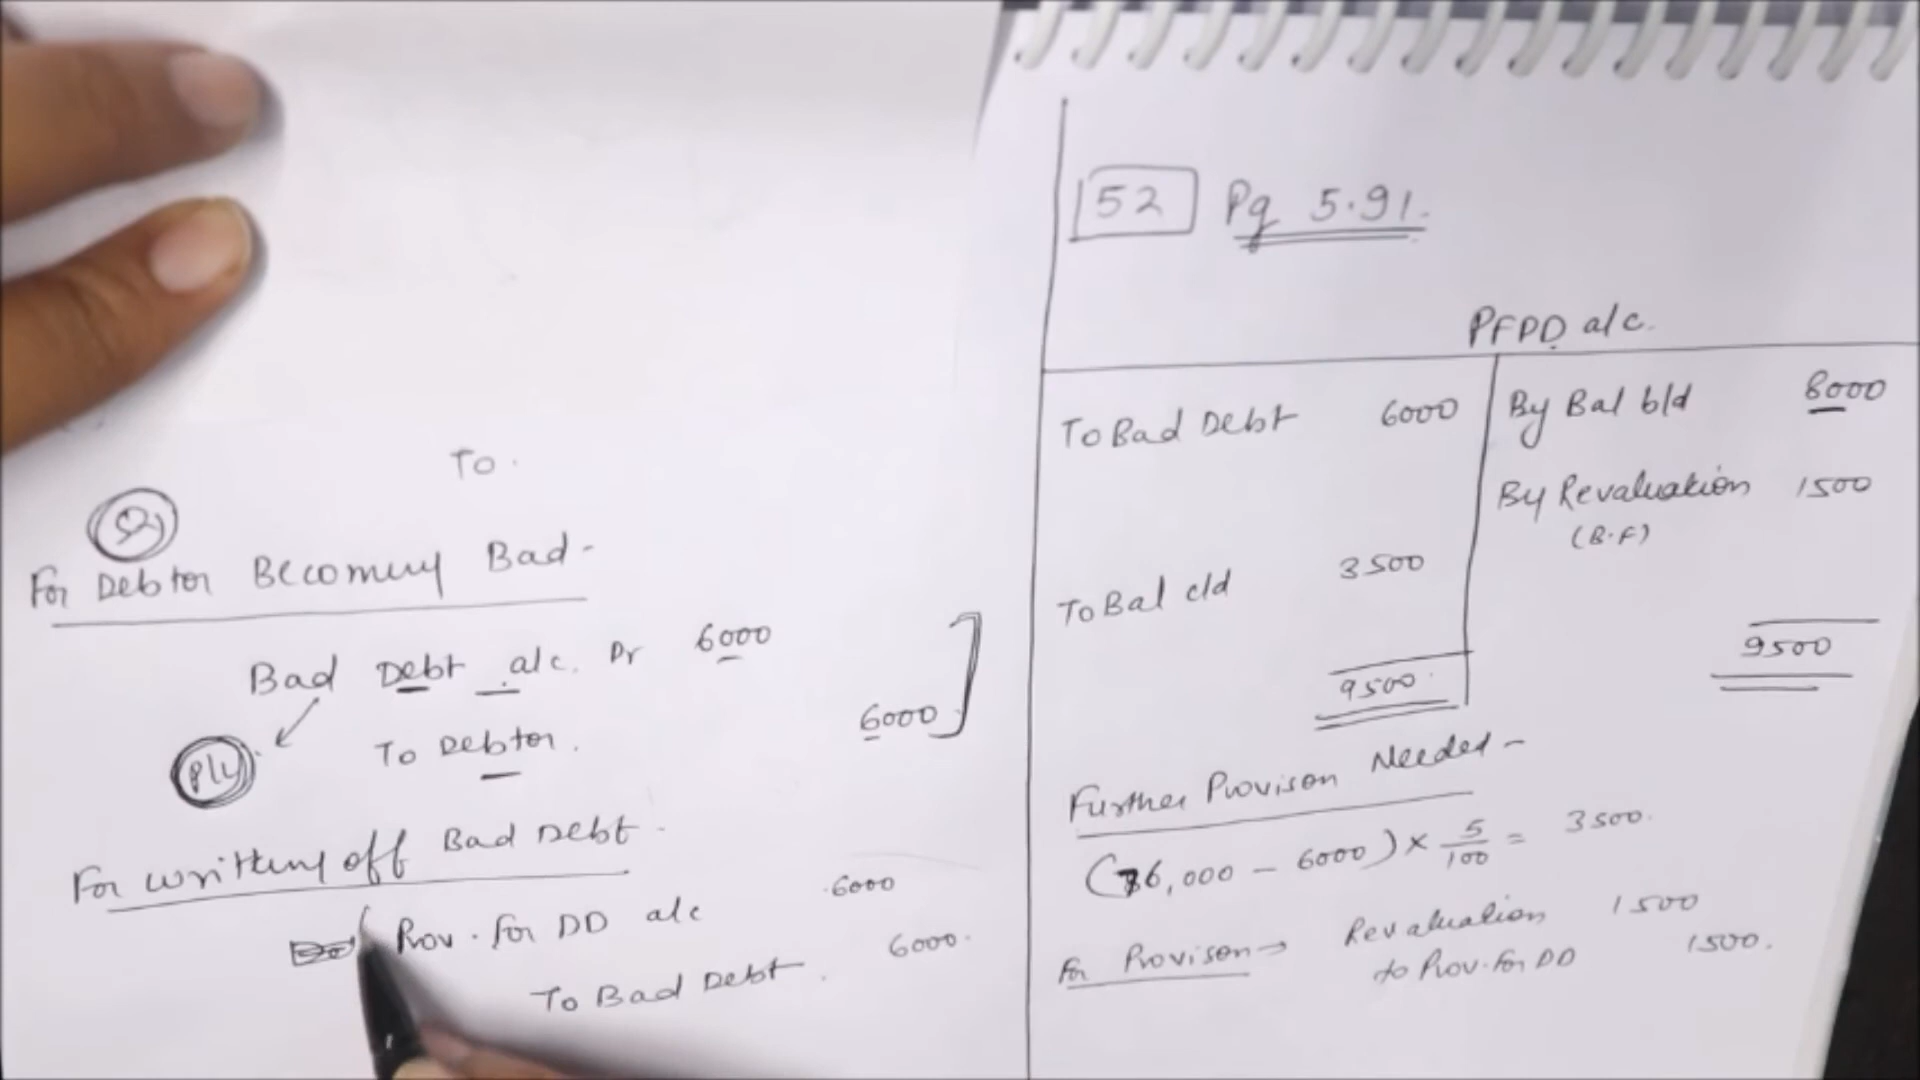 To.
52
For Debtor Becoming Bad-
Bad Debt a/c. Dr 6000
To Debtor. 6000
P/L
For writting off Bad Debt.
Prov. for DD a/c 6000
To Bad Debt. 6000.
52 Pg 5.91.
PFPD a/c.
To Bad Debt 6000 By Bal b/d 8000
By Revaluation 1500
(B.F)
To Bal c/d 3500
9500. 9500
Further Provison Needed-
(76,000 - 6000) × 5/100 = 3500.
For Provison → Revaluation 1500
to Prov. for DD 1500.